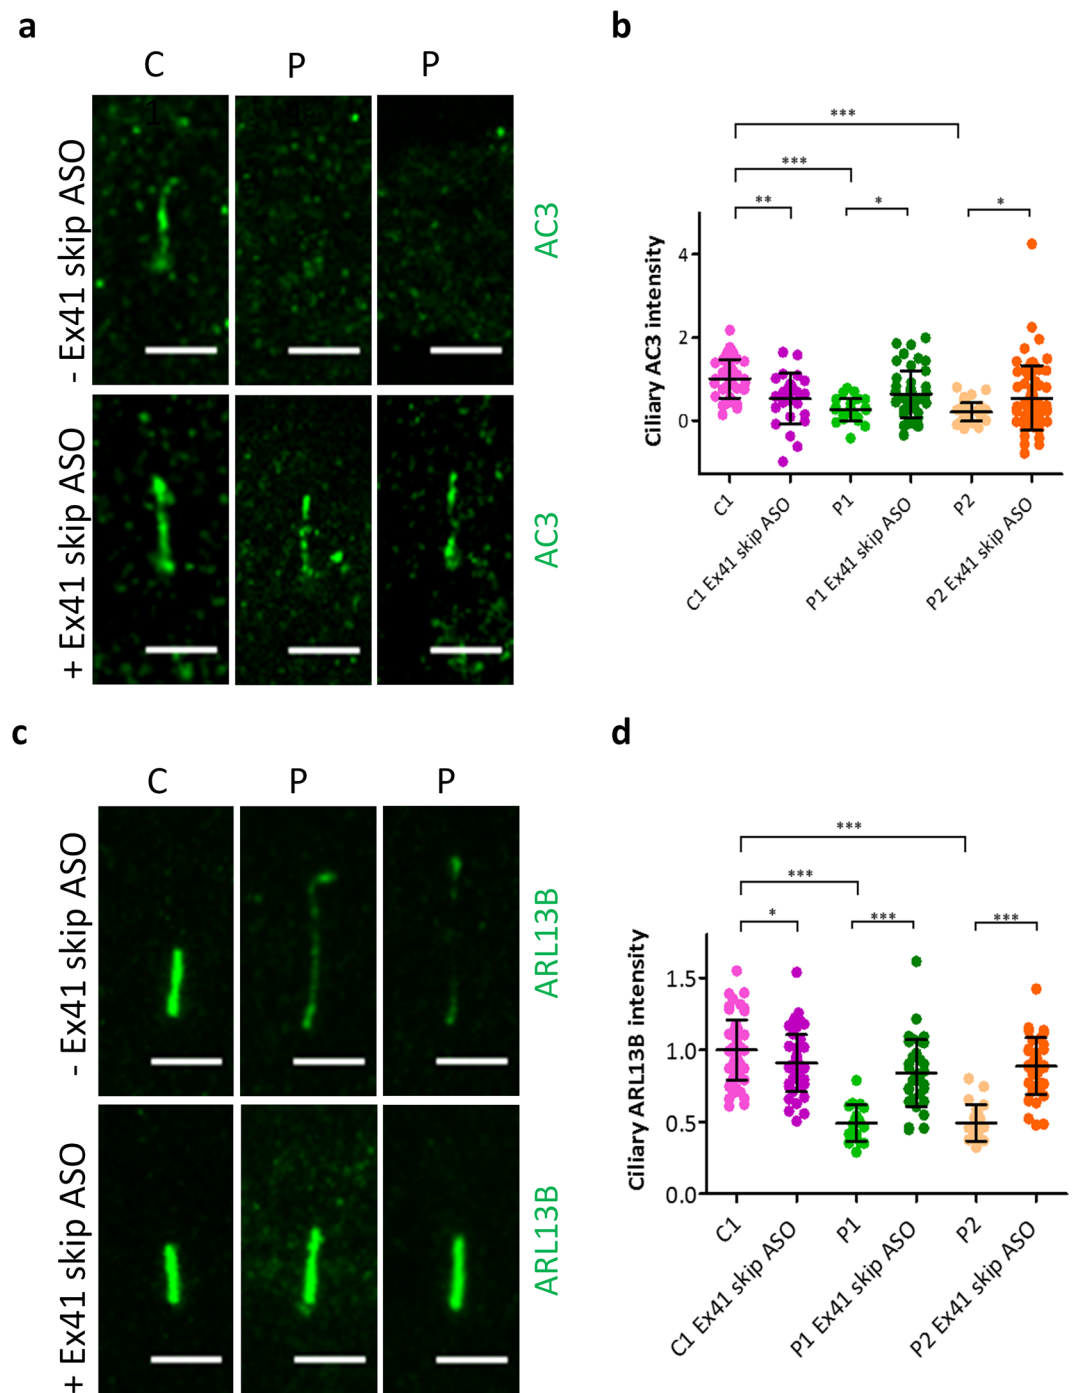 a
C P P
- Ex41 skip ASO
AC3
+ Ex41 skip ASO
AC3
b
***
***
** * *
Ciliary AC3 intensity
4
2
0
C1
C1 Ex41 skip ASO
P1
P1 Ex41 skip ASO
P2
P2 Ex41 skip ASO
c
C P P
- Ex41 skip ASO
ARL13B
+ Ex41 skip ASO
ARL13B
d
***
***
* *** ***
Ciliary ARL13B intensity
1.5
1.0
0.5
0.0
C1
C1 Ex41 skip ASO
P1
P1 Ex41 skip ASO
P2
P2 Ex41 skip ASO